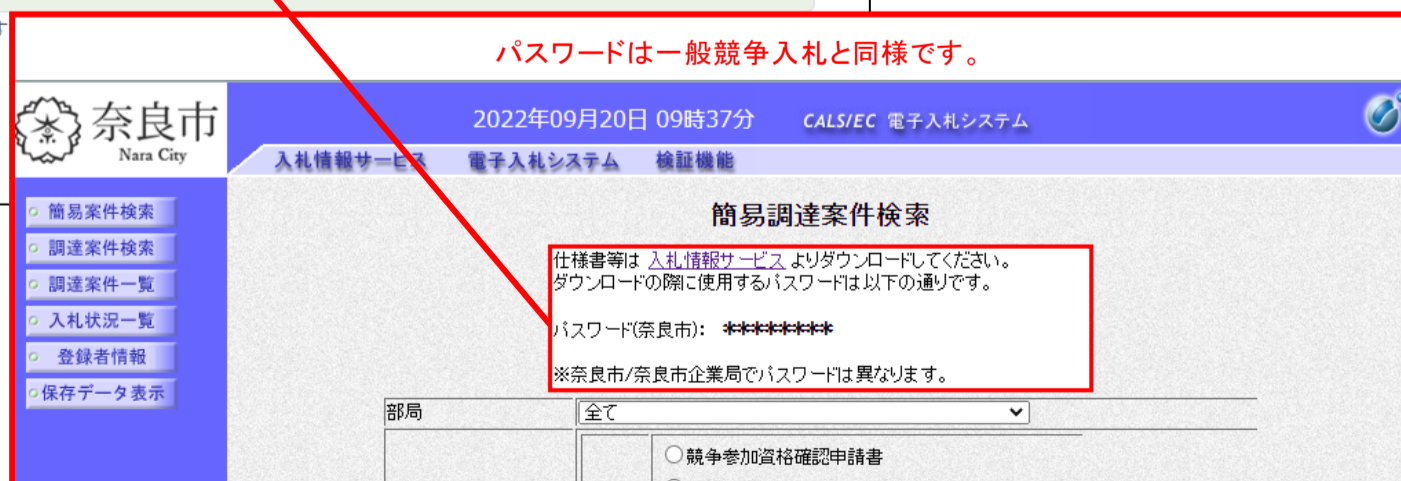 す
パスワードは一般競争入札と同様です。
奈良市
Nara City
2022年09月20日 09時37分
CALS/EC 電子入札システム
入札情報サービス
電子入札システム
検証機能
簡易案件検索
調達案件検索
調達案件一覧
入札状況一覧
登録者情報
保存データ表示
簡易調達案件検索
仕様書等は 入札情報サービス よりダウンロードしてください。
ダウンロードの際に使用するパスワードは以下の通りです。
パスワード(奈良市): ********
※奈良市/奈良市企業局でパスワードは異なります。
部局
全て
競争参加資格確認申請書